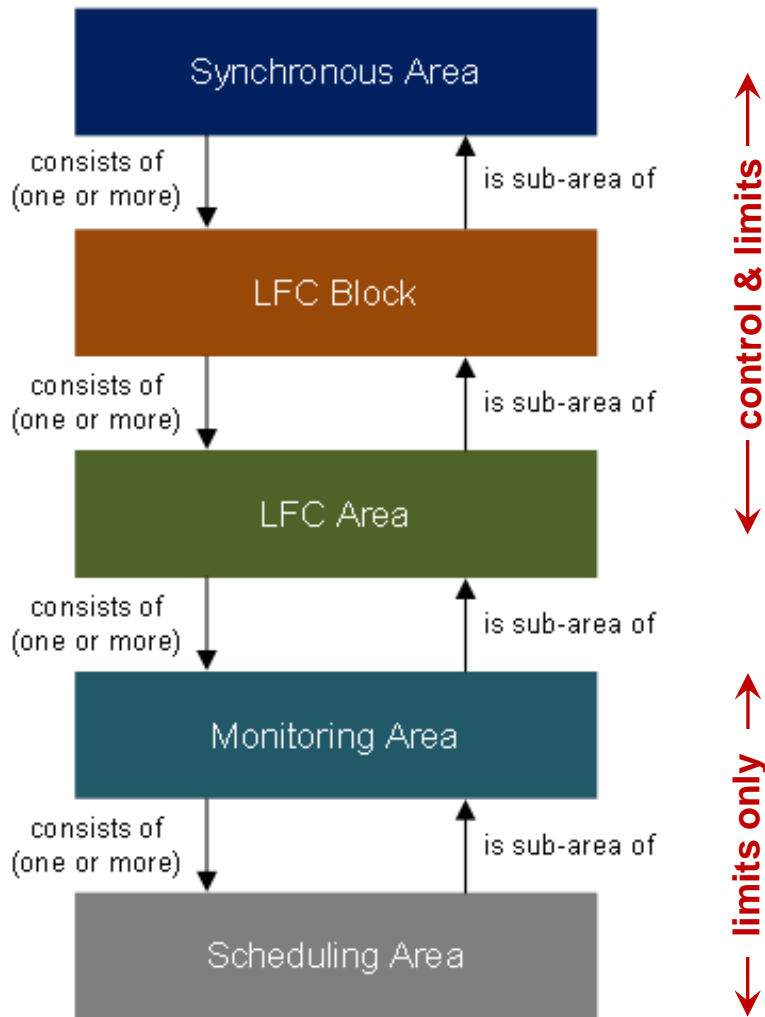 Synchronous Area
consists of
(one or more)
is sub-area of
LFC Block
consists of
(one or more)
is sub-area of
LFC Area
consists of
(one or more)
is sub-area of
Monitoring Area
consists of
(one or more)
is sub-area of
Scheduling Area
control & limits
limits only